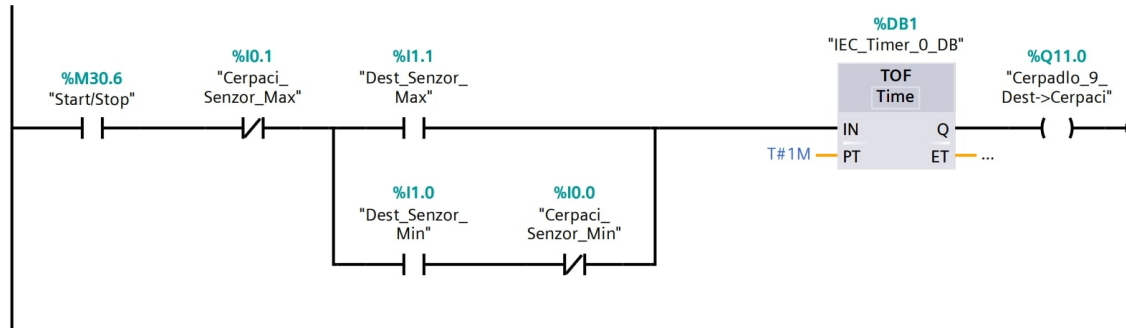 %DB1
"IEC_Timer_0_DB"
%I0.1
%I1.1
%Q11.0
%M30.6
"Cerpaci_
"Dest_Senzor_
TOF
"Cerpadlo_9_
"Start/Stop"
Senzor_Max"
Max"
Time
Dest->Cerpaci"
IN
Q
T#1M
PT
ET
...
%I1.0
%I0.0
"Dest_Senzor_
"Cerpaci_
Min"
Senzor_Min"